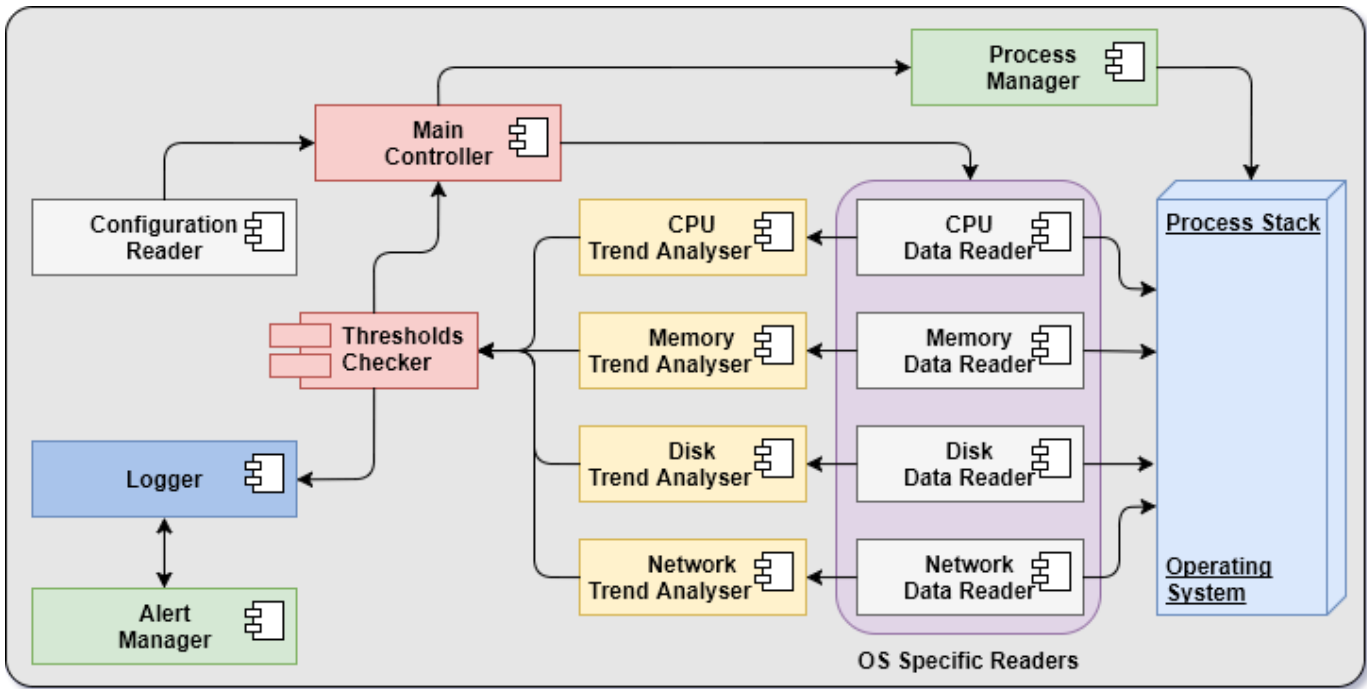 Process
Manager
Main
Controller
Configuration
Reader
CPU
Trend Analyser
CPU
Data Reader
Process Stack
Thresholds
Checker
Memory
Trend Analyser
Memory
Data Reader
Logger
Disk
Trend Analyser
Disk
Data Reader
Alert
Manager
Network
Trend Analyser
Network
Data Reader
Operating
System
OS Specific Readers